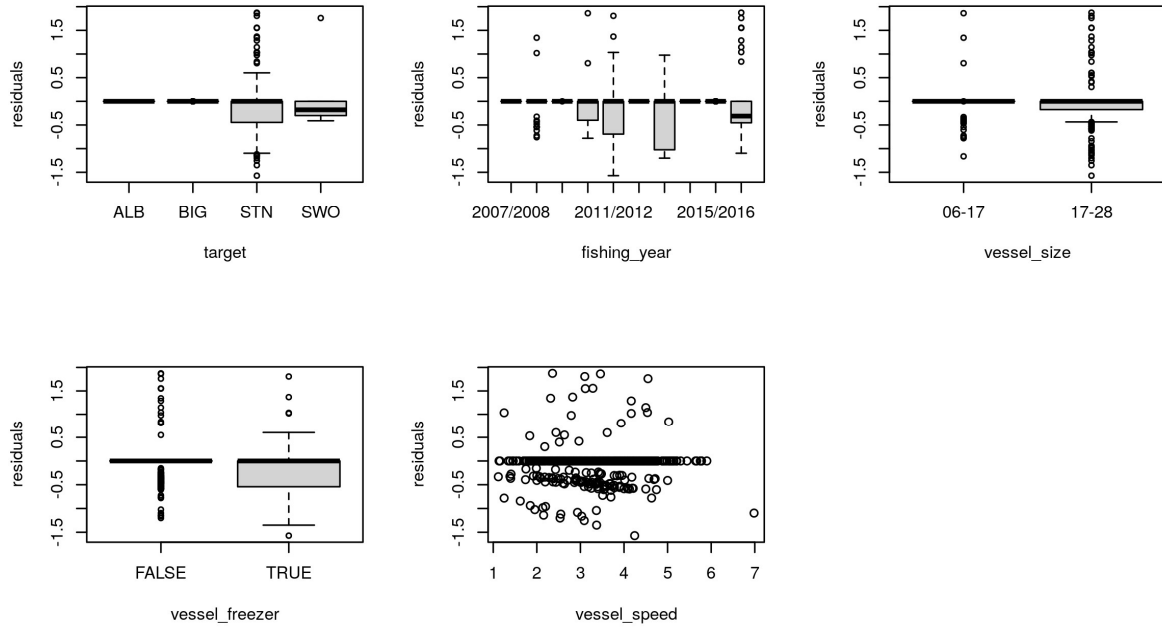 residuals
1.5
0.5
-0.5
-1.5
ALB BIG STN SWO
target
residuals
1.5
0.5
-0.5
-1.5
2007/2008 2011/2012 2015/2016
fishing_year
residuals
1.5
0.5
-0.5
-1.5
06-17 17-28
vessel_size
residuals
1.5
0.5
-0.5
-1.5
FALSE TRUE
vessel_freezer
residuals
1.5
0.5
-0.5
-1.5
1 2 3 4 5 6 7
vessel_speed